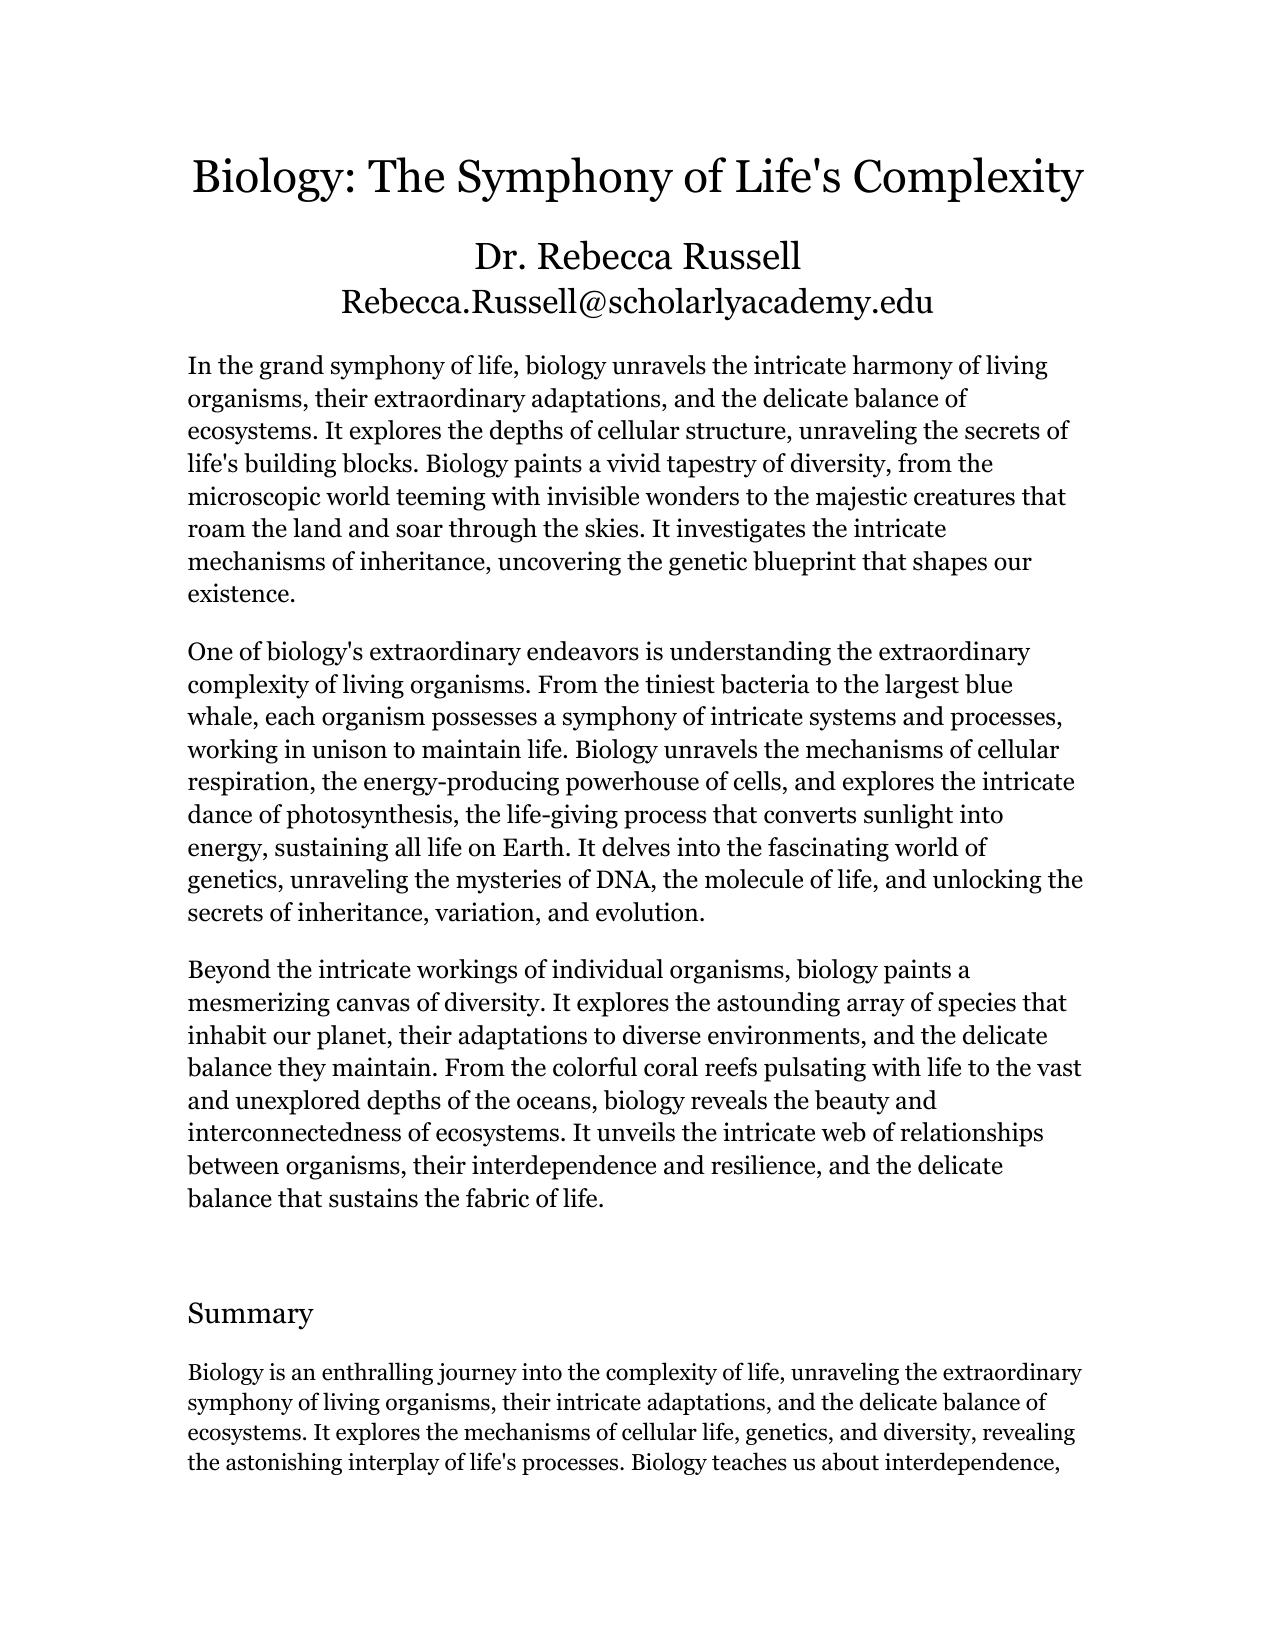 Biology: The Symphony of Life's Complexity
Dr. Rebecca Russell
Rebecca.Russell@scholarlyacademy.edu
In the grand symphony of life, biology unravels the intricate harmony of living
organisms, their extraordinary adaptations, and the delicate balance of
ecosystems. It explores the depths of cellular structure, unraveling the secrets of
life's building blocks. Biology paints a vivid tapestry of diversity, from the
microscopic world teeming with invisible wonders to the majestic creatures that
roam the land and soar through the skies. It investigates the intricate
mechanisms of inheritance, uncovering the genetic blueprint that shapes our
existence.
One of biology's extraordinary endeavors is understanding the extraordinary
complexity of living organisms. From the tiniest bacteria to the largest blue
whale, each organism possesses a symphony of intricate systems and processes,
working in unison to maintain life. Biology unravels the mechanisms of cellular
respiration, the energy-producing powerhouse of cells, and explores the intricate
dance of photosynthesis, the life-giving process that converts sunlight into
energy, sustaining all life on Earth. It delves into the fascinating world of
genetics, unraveling the mysteries of DNA, the molecule of life, and unlocking the
secrets of inheritance, variation, and evolution.
Beyond the intricate workings of individual organisms, biology paints a
mesmerizing canvas of diversity. It explores the astounding array of species that
inhabit our planet, their adaptations to diverse environments, and the delicate
balance they maintain. From the colorful coral reefs pulsating with life to the vast
and unexplored depths of the oceans, biology reveals the beauty and
interconnectedness of ecosystems. It unveils the intricate web of relationships
between organisms, their interdependence and resilience, and the delicate
balance that sustains the fabric of life.
Summary
Biology is an enthralling journey into the complexity of life, unraveling the extraordinary
symphony of living organisms, their intricate adaptations, and the delicate balance of
ecosystems. It explores the mechanisms of cellular life, genetics, and diversity, revealing
the astonishing interplay of life's processes. Biology teaches us about interdependence,